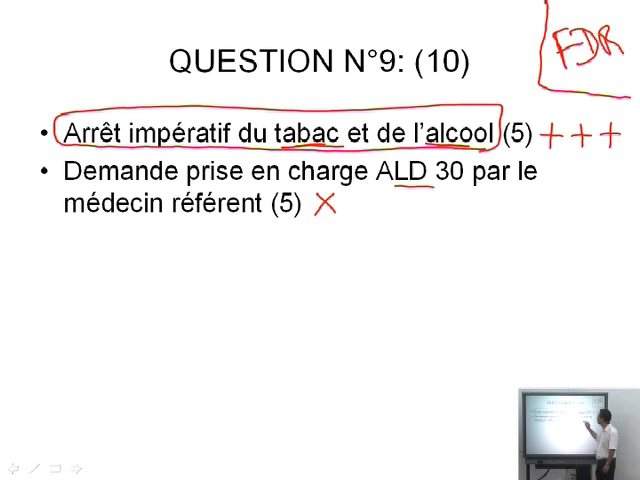 FDR
QUESTION N°9: (10)
• Arrêt impératif du tabac et de l'alcool (5) +++
• Demande prise en charge ALD 30 par le
médecin référent (5) X